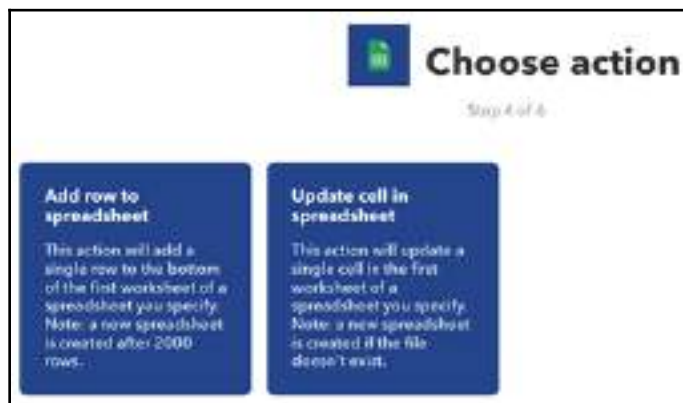 Choose action
Step 4 of 6
Add row to
spreadsheet
This action will add a
single row to the bottom
of the first worksheet of a
spreadsheet you specify.
Note: a new spreadsheet
is created after 2000
rows.
Update cell in
spreadsheet
This action will update a
single cell in the first
worksheet of a
spreadsheet you specify.
Note: a new spreadsheet
is created if the file
doesn't exist.